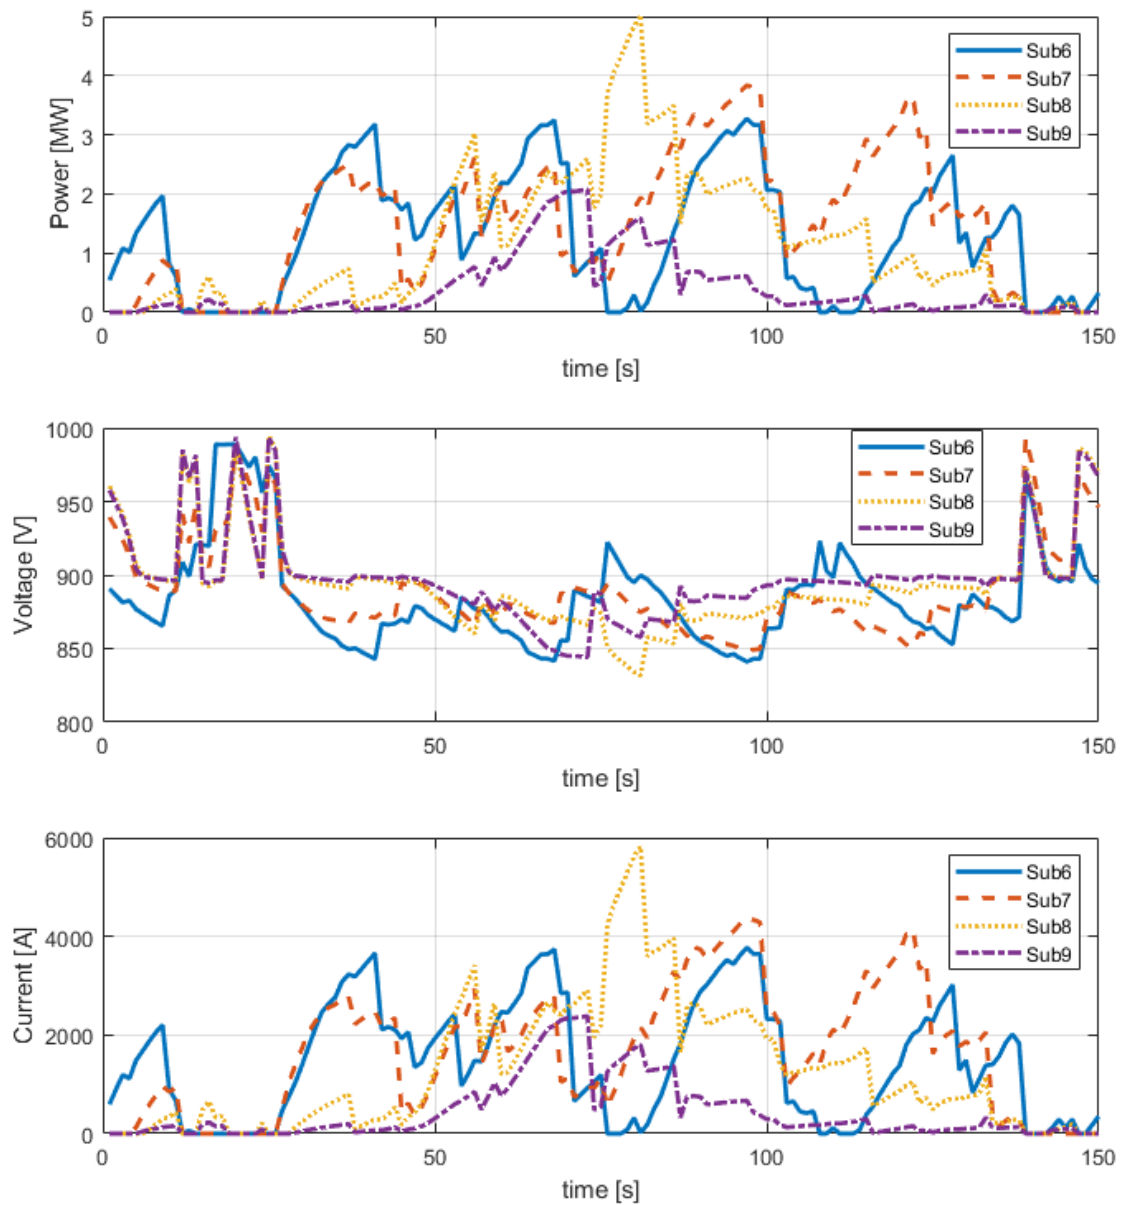 Power [MW]
5
4
3
2
1
0
0 50 100 150
time [s]
Sub6
Sub7
Sub8
Sub9
Voltage [V]
1000
950
900
850
800
0 50 100 150
time [s]
Sub6
Sub7
Sub8
Sub9
Current [A]
6000
4000
2000
0
0 50 100 150
time [s]
Sub6
Sub7
Sub8
Sub9